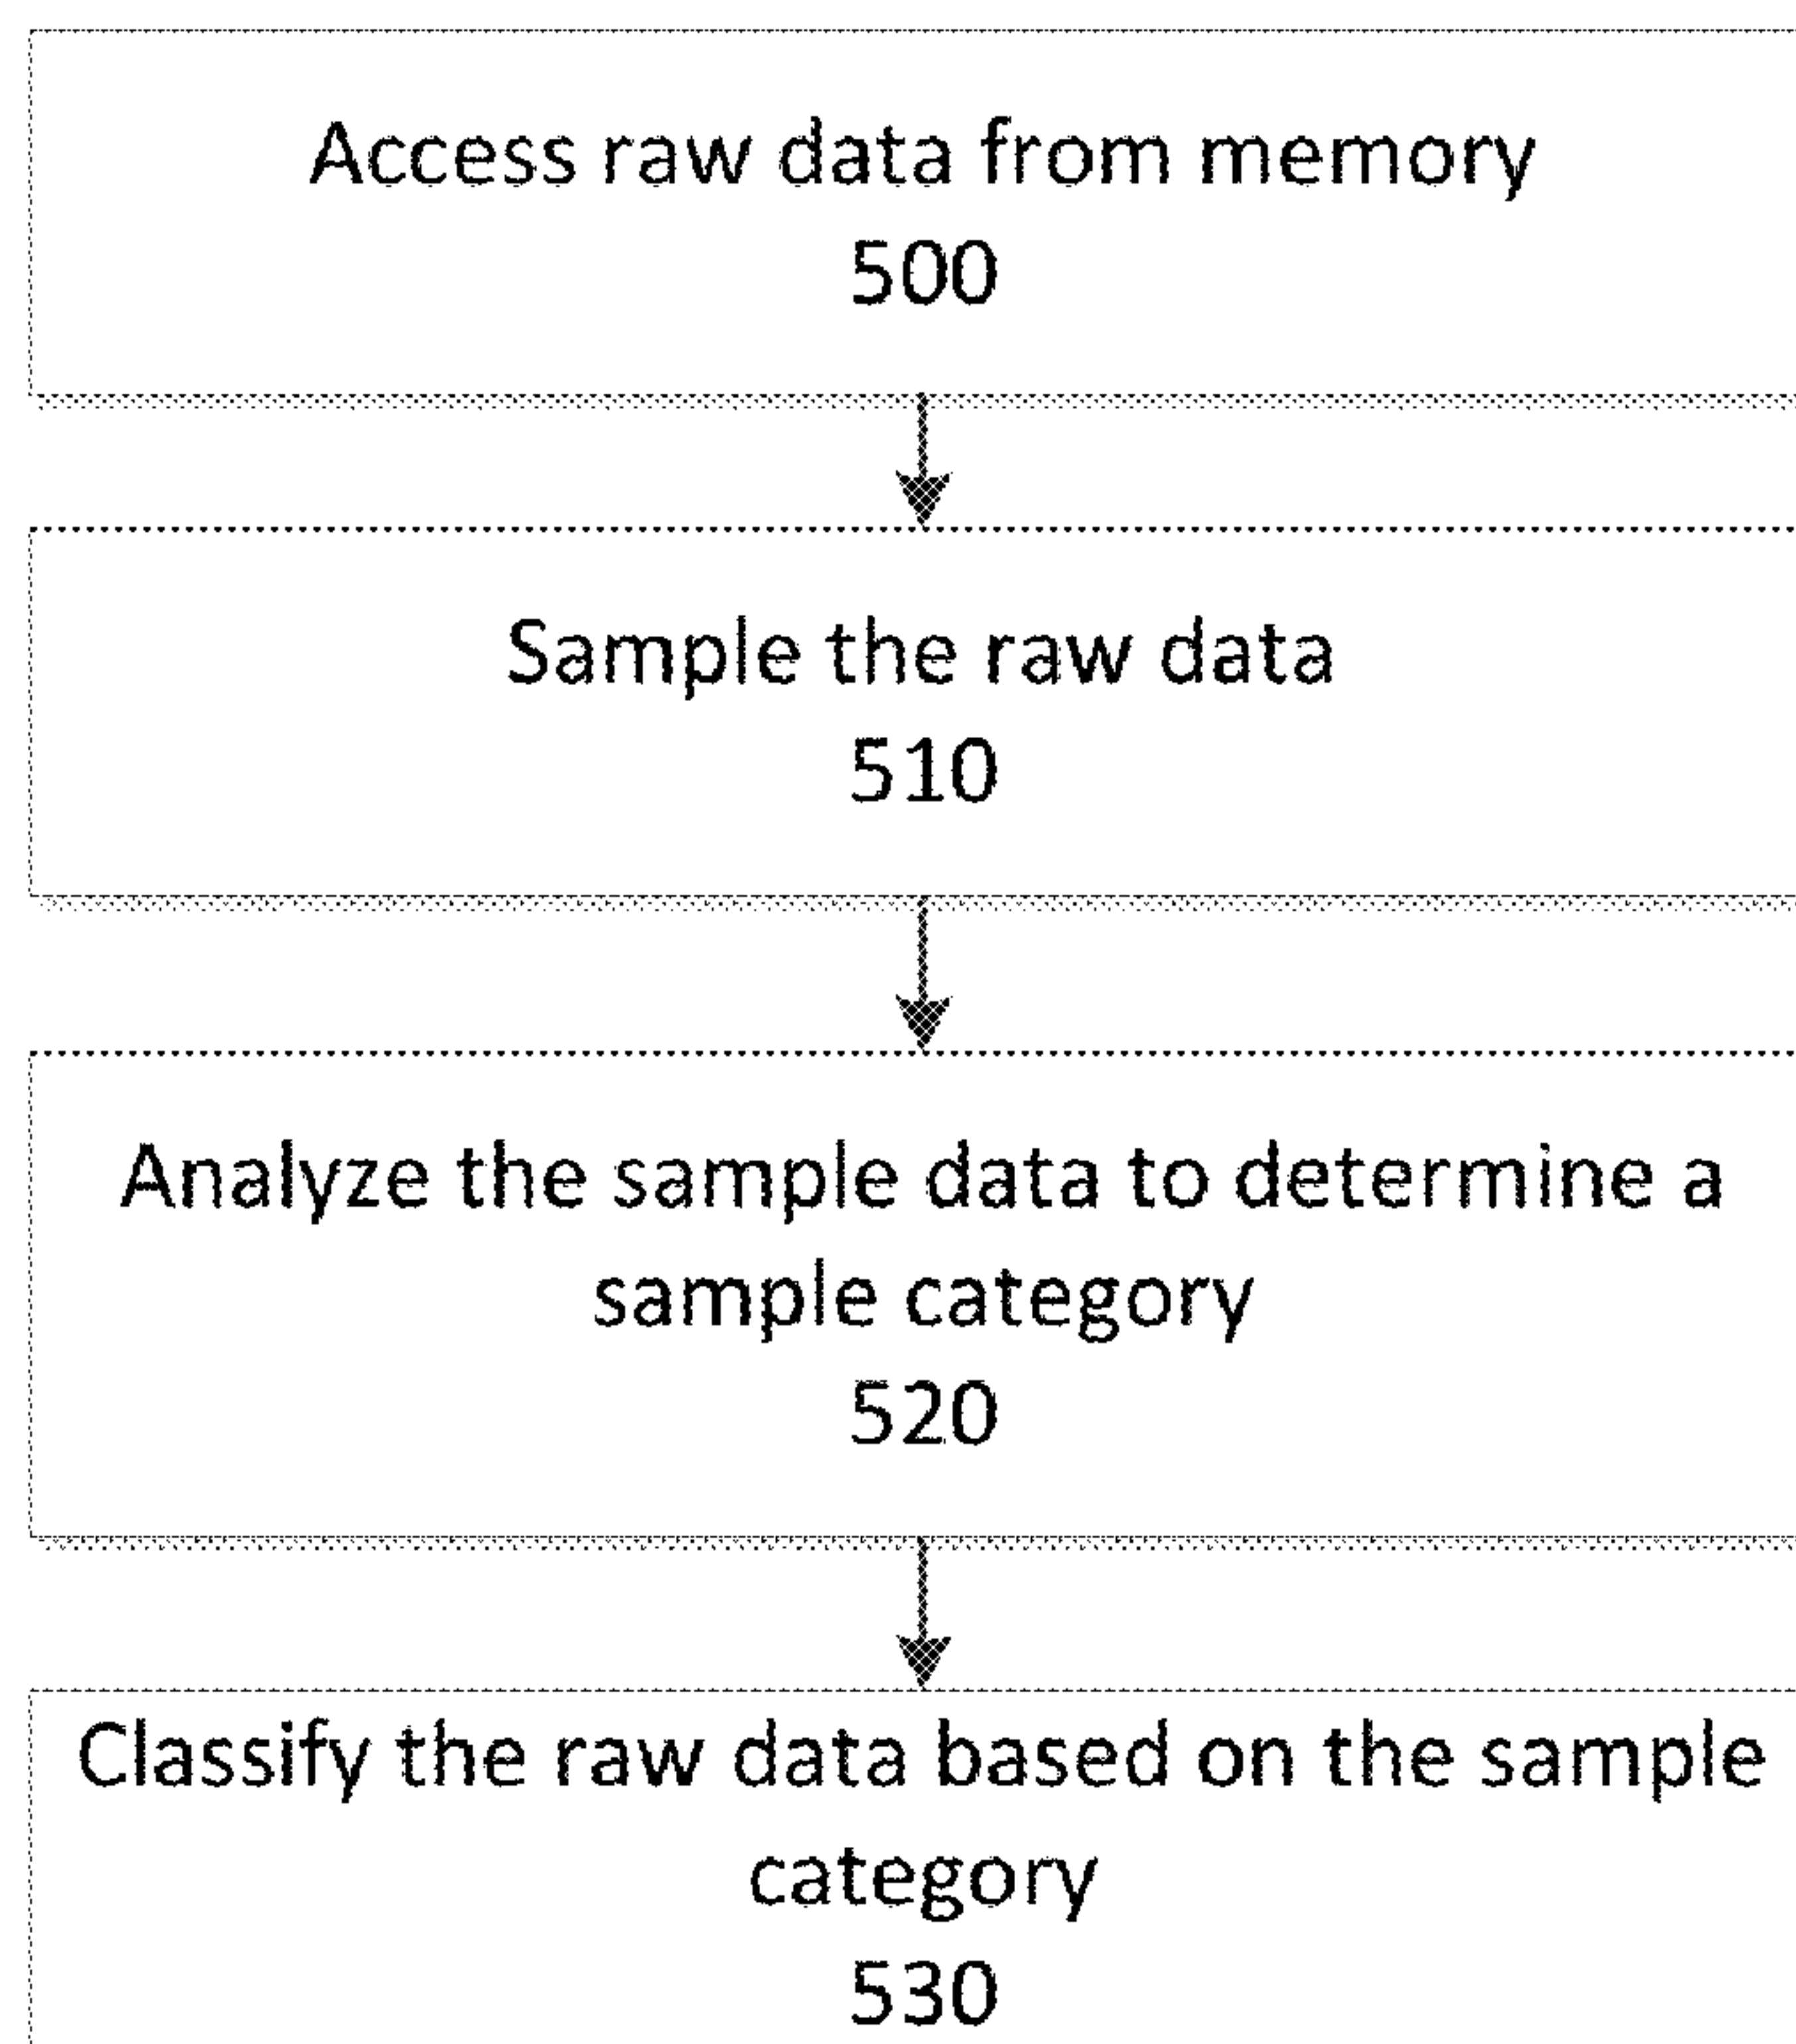 Access raw data from memory
500
Sample the raw data
510
Analyze the sample data to determine a
sample category
520
Classify the raw data based on the sample
category
530